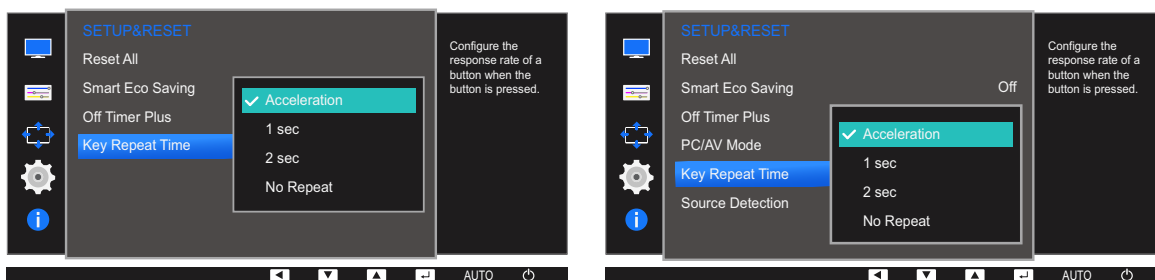 SETUP&RESET
Reset All
Smart Eco Saving
Off Timer Plus
Key Repeat Time
Acceleration
1 sec
2 sec
No Repeat
Configure the
response rate of a
button when the
button is pressed.
AUTO
SETUP&RESET
Reset All
Smart Eco Saving Off
Off Timer Plus
PC/AV Mode
Key Repeat Time
Source Detection
Acceleration
1 sec
2 sec
No Repeat
Configure the
response rate of a
button when the
button is pressed.
AUTO